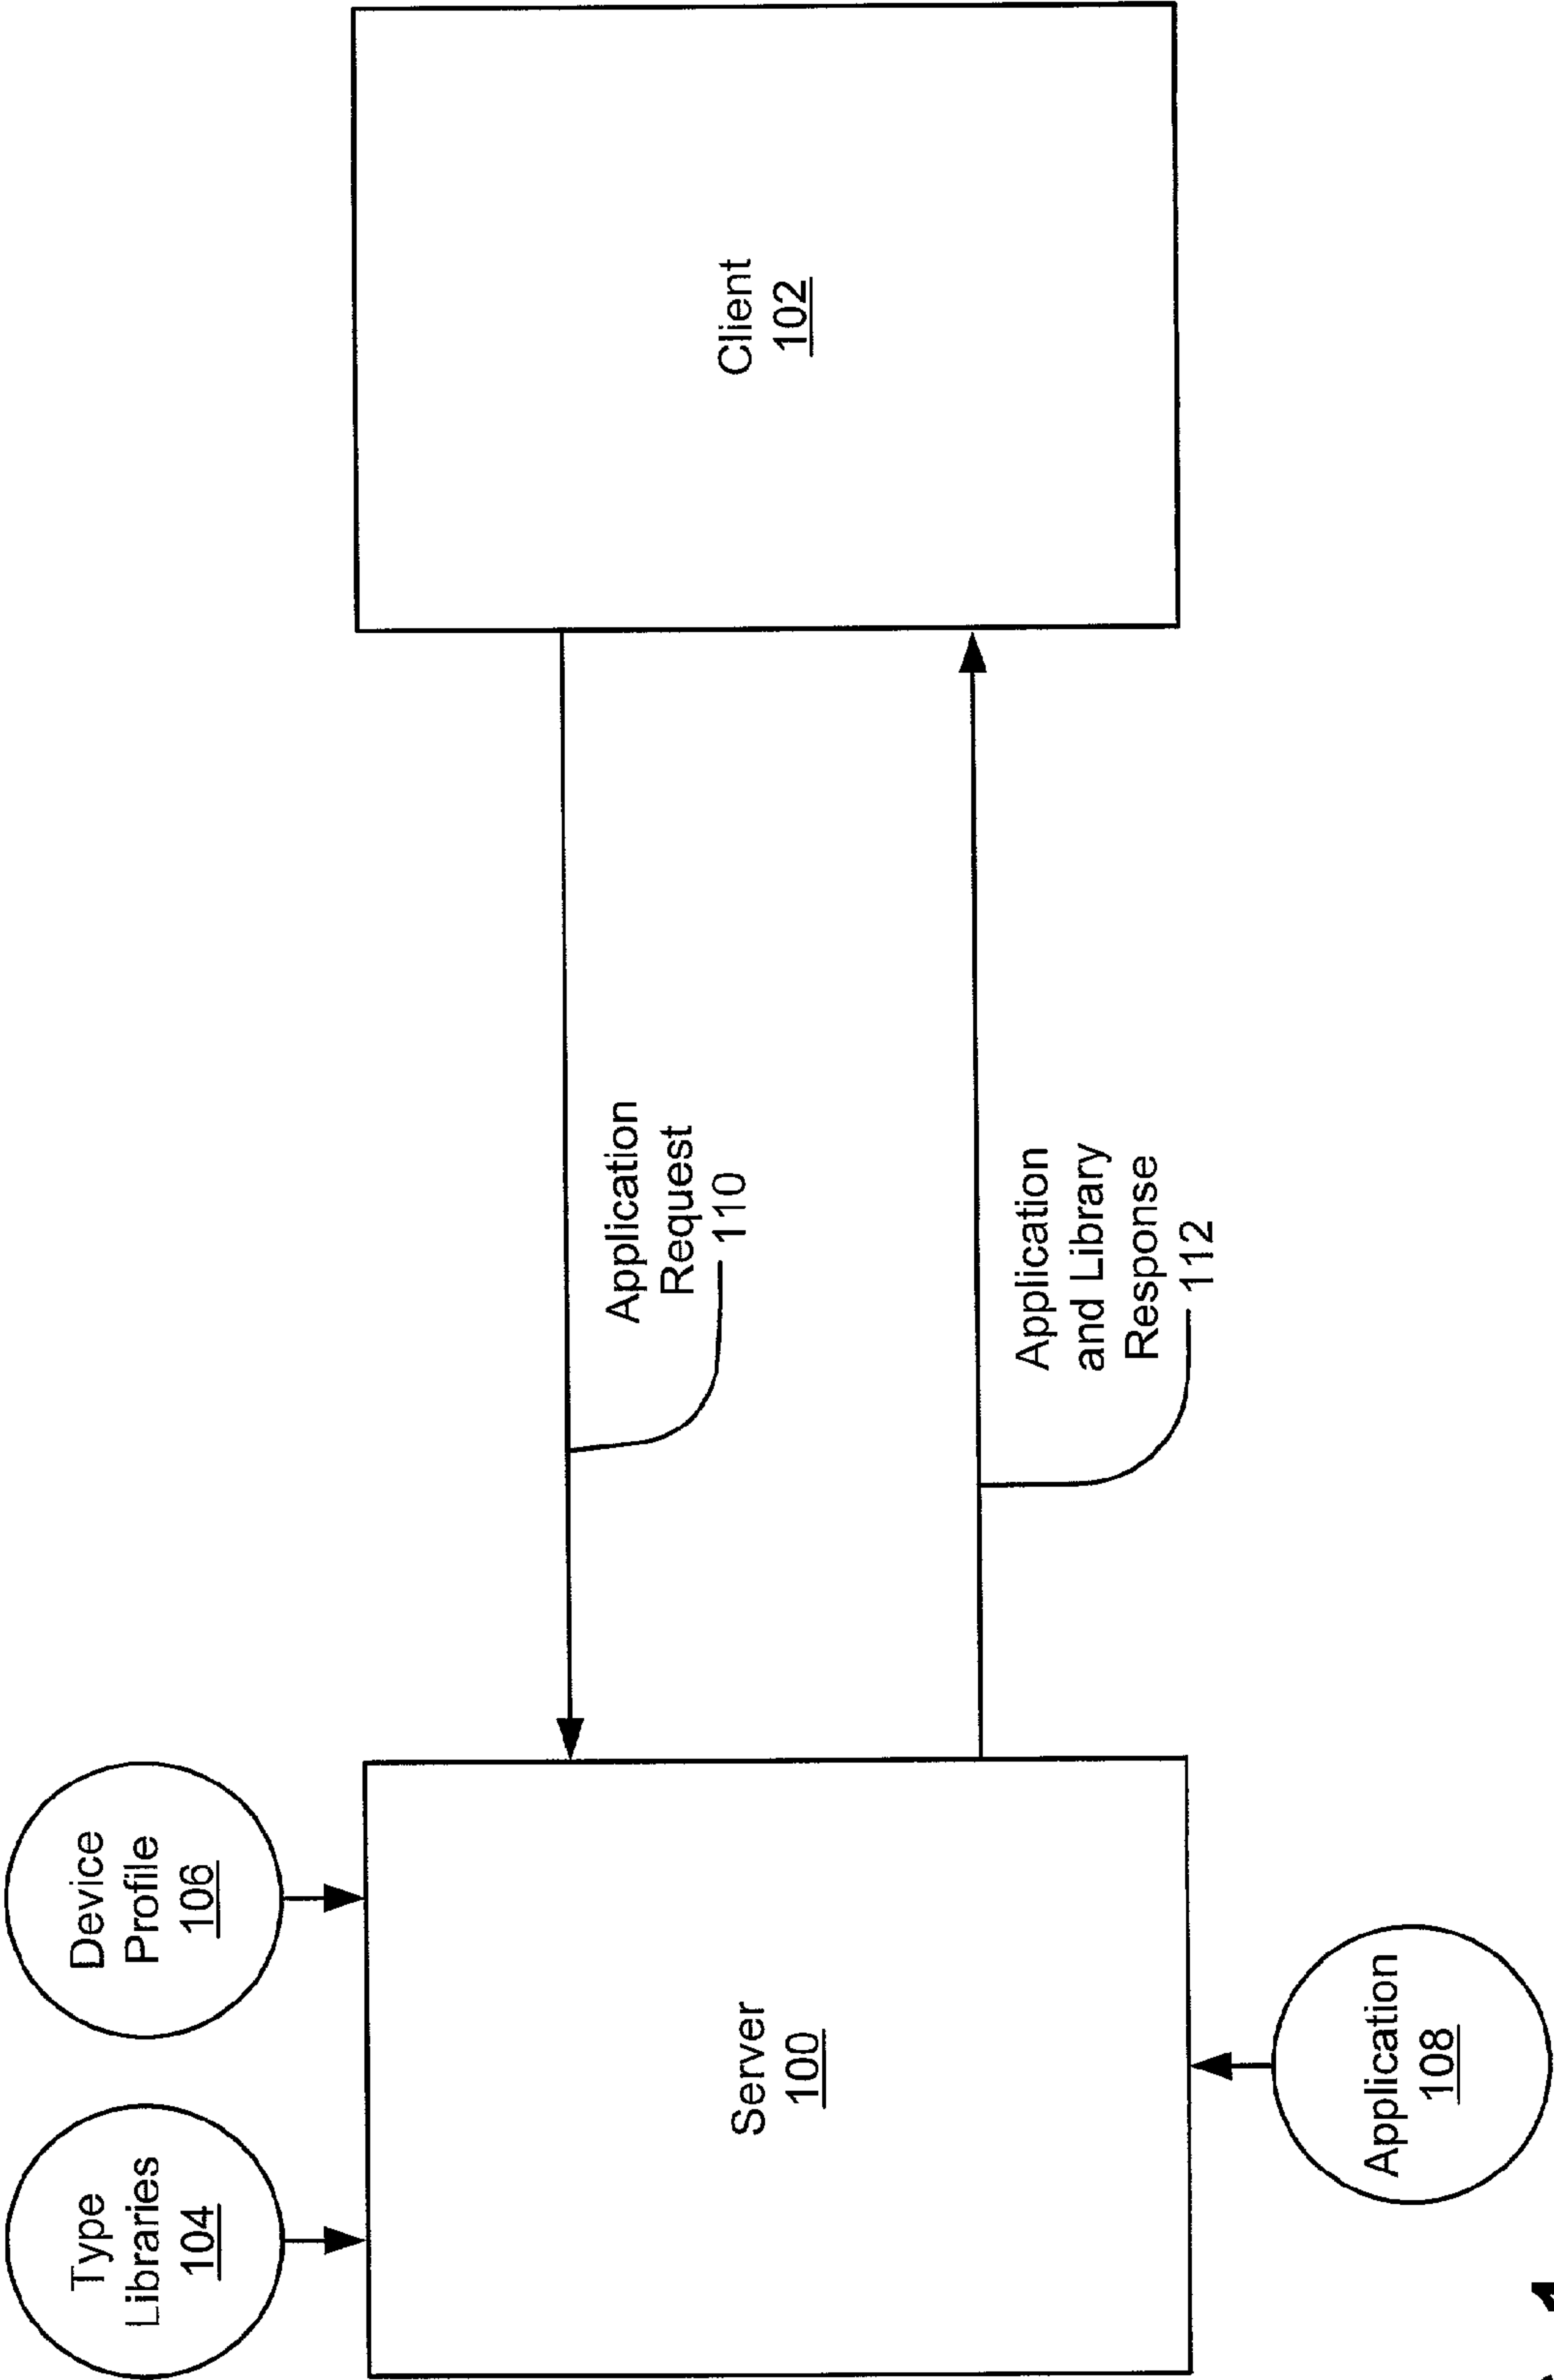 Type
Libraries
104
Device
Profile
106
Server
100
Application
108
Application
Request
110
Application
and Library
Response
112
Client
102